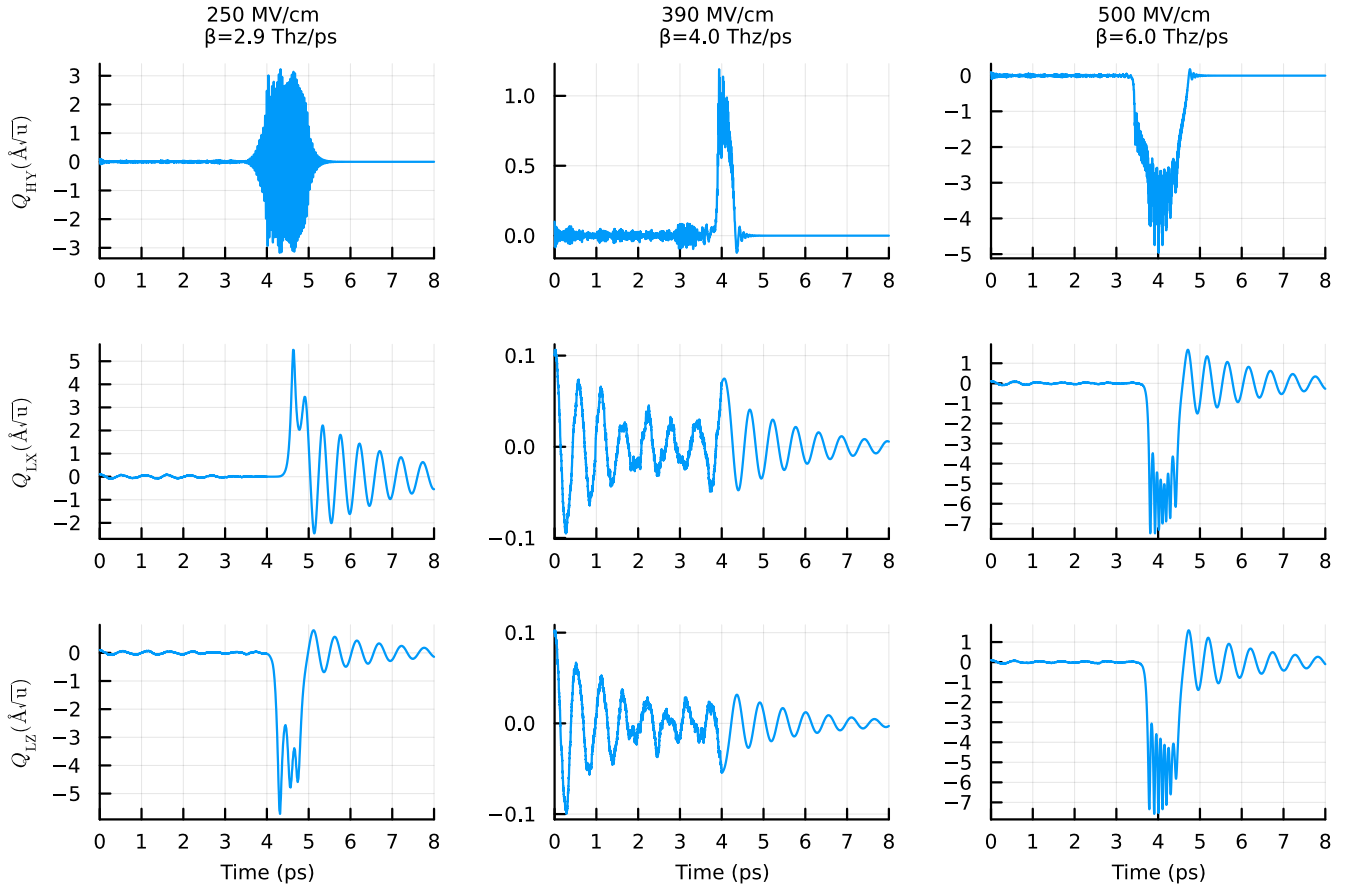 250 MV/cm
β=2.9 Thz/ps
390 MV/cm
β=4.0 Thz/ps
500 MV/cm
β=6.0 Thz/ps
Q_HY(Å√u)
3
2
1
0
−1
−2
−3
0 1 2 3 4 5 6 7 8
1.0
0.5
0.0
0 1 2 3 4 5 6 7 8
0
−1
−2
−3
−4
−5
0 1 2 3 4 5 6 7 8
Q_LX(Å√u)
5
4
3
2
1
0
−1
−2
0 1 2 3 4 5 6 7 8
0.1
0.0
−0.1
0 1 2 3 4 5 6 7 8
1
0
−1
−2
−3
−4
−5
−6
−7
0 1 2 3 4 5 6 7 8
Q_LZ(Å√u)
0
−1
−2
−3
−4
−5
0 1 2 3 4 5 6 7 8
Time (ps)
0.1
0.0
−0.1
0 1 2 3 4 5 6 7 8
Time (ps)
1
0
−1
−2
−3
−4
−5
−6
−7
0 1 2 3 4 5 6 7 8
Time (ps)